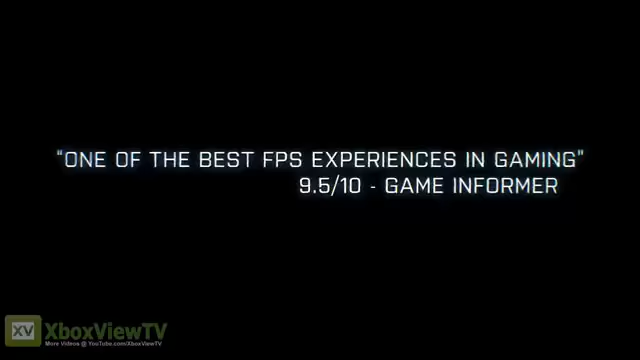 "ONE OF THE BEST FPS EXPERIENCES IN GAMING"
9.5/10 - GAME INFORMER
XV XboxViewTV
More Videos @ YouTube.com/XboxViewTV